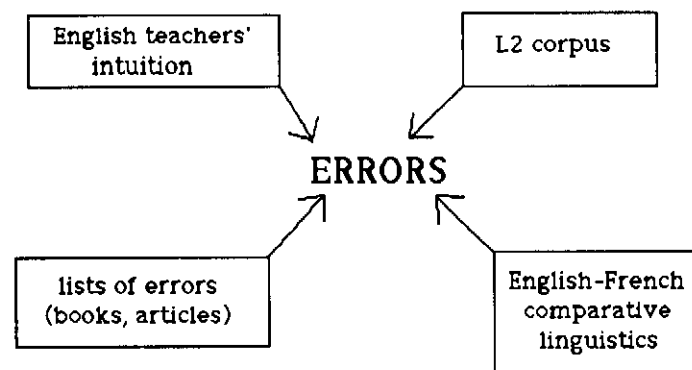 English teachers'
intuition
L2 corpus
ERRORS
lists of errors
(books, articles)
English-French
comparative
linguistics